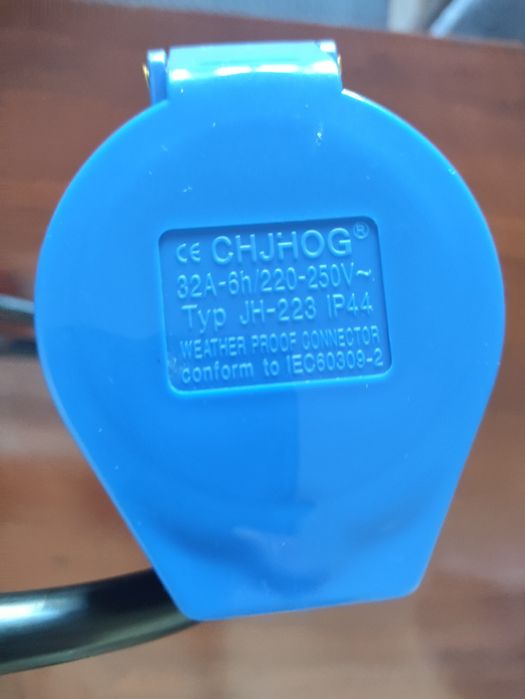 CE CHJHOG®
32A-6h/220-250V~
Typ JH-223 IP44
WEATHER PROOF CONNECTOR
conform to IEC60309-2